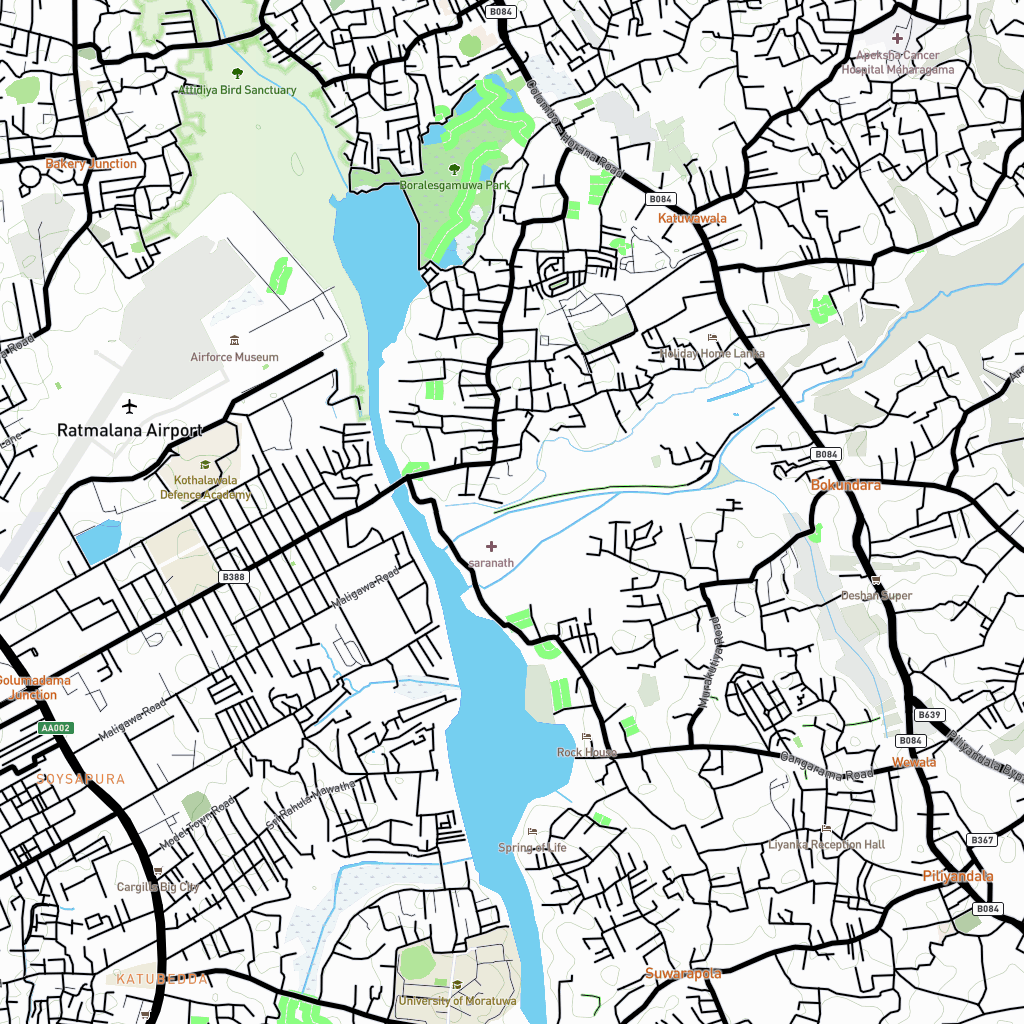 B084
Apeksha Cancer
Hospital Maharagama
Attidiya Bird Sanctuary
Colombo - Horana Road
Bakery Junction
Boralesgamuwa Park
B084
Katuwawala
Airforce Museum
Holiday Home Lanka
Ratmalana Airport
B084
Kothalawala
Defence Academy
Bokundara
saranath
B388
Maligawa Road
Deshan Super
Murakotiya Road
Golumadama
Junction
Maligawa Road
B639
AA002
B084
Rock House
Piliyandala Bypa
Wewala
SOYSAPURA
Gangarama Road
Sri Rahula Mawatha
Model Town Road
Spring of Life
Liyanka Reception Hall
B367
Cargills Big City
Piliyandala
B084
Suwarapola
KATUBEDDA
University of Moratuwa